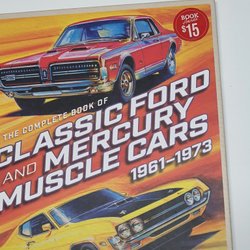 BOOK
$15
THE COMPLETE BOOK OF
CLASSIC FORD
AND MERCURY
MUSCLE CARS
1961-1973